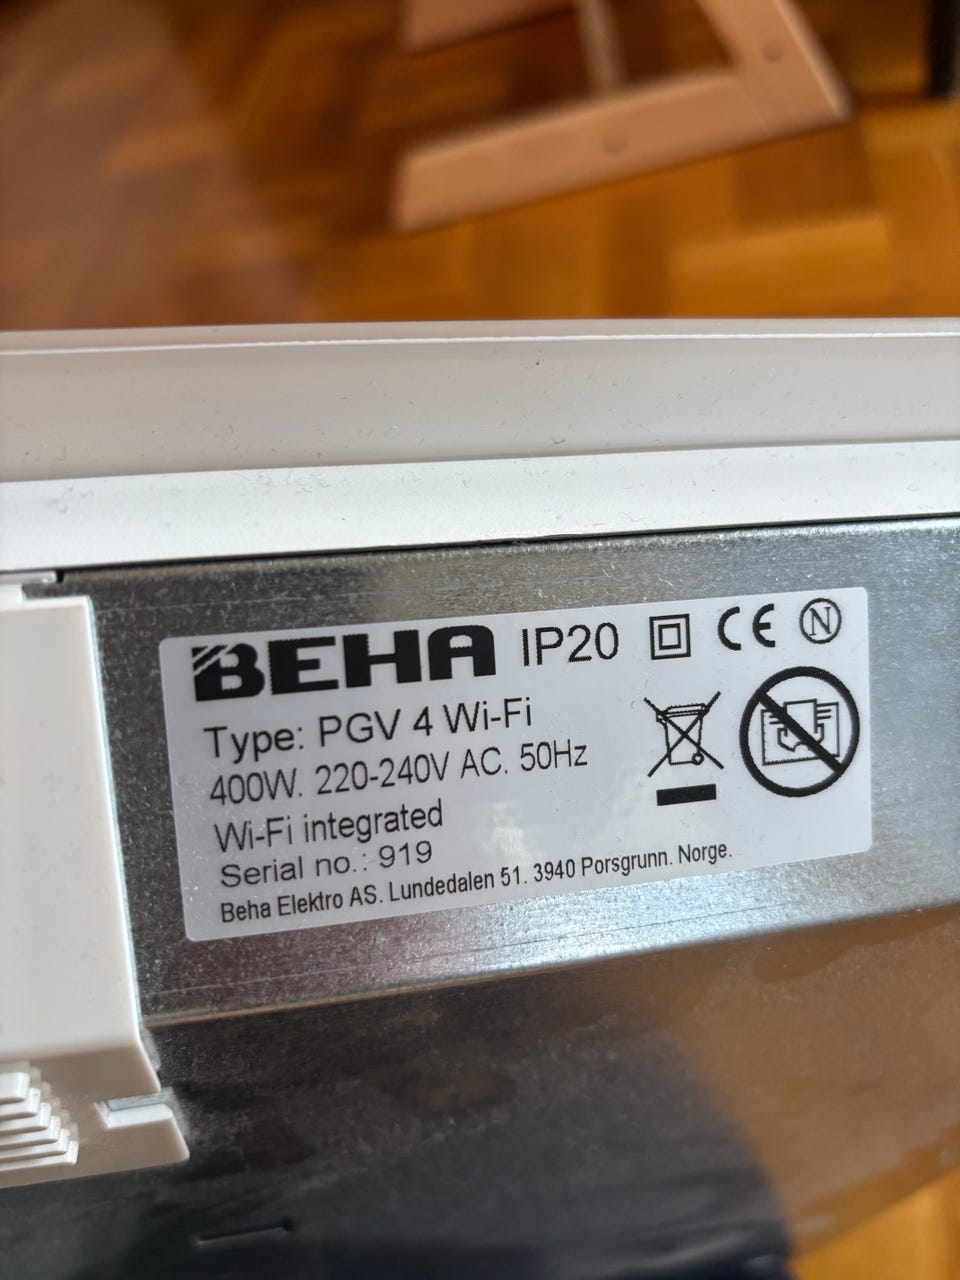 BEHA IP20 CE N
Type: PGV 4 Wi-Fi
400W. 220-240V AC. 50Hz
Wi-Fi integrated
Serial no.: 919
Beha Elektro AS. Lundedalen 51. 3940 Porsgrunn. Norge.